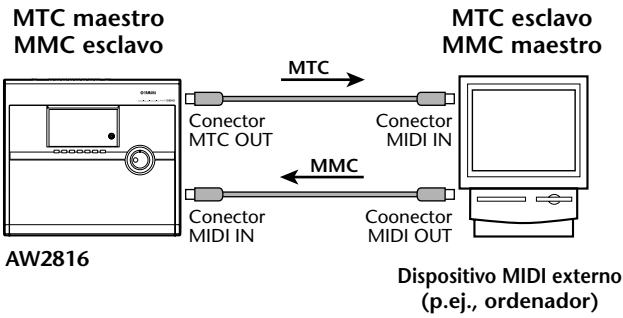 MTC maestro
MMC esclavo
MTC esclavo
MMC maestro
MTC
YAMAHA
Conector
MTC OUT
Conector
MIDI IN
MMC
Conector
MIDI IN
Coonector
MIDI OUT
AW2816
Dispositivo MIDI externo
(p.ej., ordenador)